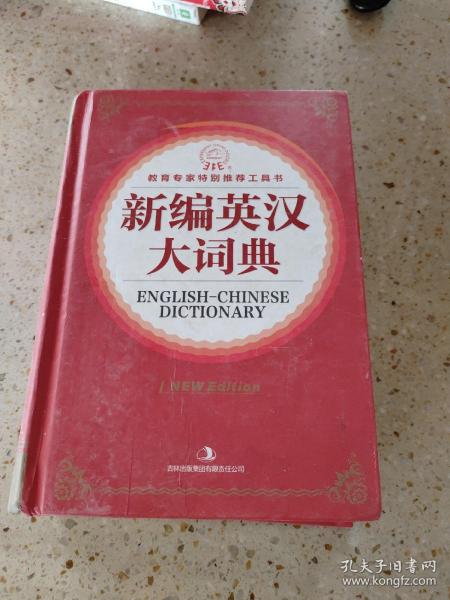 教育专家特别推荐工具书
新编英汉
大词典
ENGLISH-CHINESE
DICTIONARY
NEW Edition
吉林出版集团有限责任公司
孔夫子旧书网
www.kongfz.com